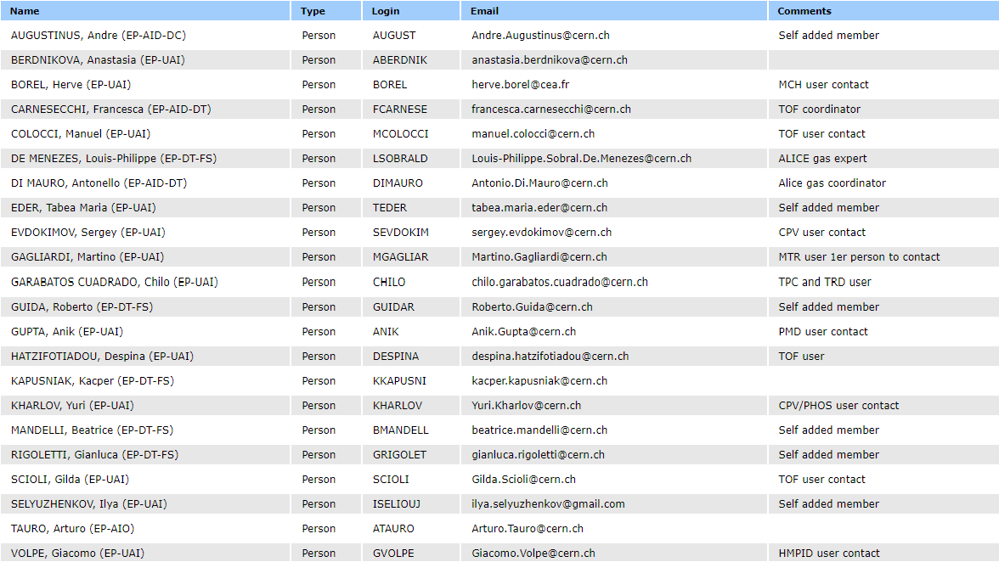 Name Type Login Email Comments
AUGUSTINUS, Andre (EP-AID-DC) Person AUGUST Andre.Augustinus@cern.ch Self added member
BERDNIKOVA, Anastasia (EP-UAI) Person ABERDNIK anastasia.berdnikova@cern.ch
BOREL, Herve (EP-UAI) Person BOREL herve.borel@cea.fr MCH user contact
CARNESECCHI, Francesca (EP-AID-DT) Person FCARNESE francesca.carnesecchi@cern.ch TOF coordinator
COLOCCI, Manuel (EP-UAI) Person MCOLOCCI manuel.colocci@cern.ch TOF user contact
DE MENEZES, Louis-Philippe (EP-DT-FS) Person LSOBRALD Louis-Philippe.Sobral.De.Menezes@cern.ch ALICE gas expert
DI MAURO, Antonello (EP-AID-DT) Person DIMAURO Antonio.Di.Mauro@cern.ch Alice gas coordinator
EDER, Tabea Maria (EP-UAI) Person TEDER tabea.maria.eder@cern.ch Self added member
EVDOKIMOV, Sergey (EP-UAI) Person SEVDOKIM sergey.evdokimov@cern.ch CPV user contact
GAGLIARDI, Martino (EP-UAI) Person MGAGLIAR Martino.Gagliardi@cern.ch MTR user 1er person to contact
GARABATOS CUADRADO, Chilo (EP-UAI) Person CHILO chilo.garabatos.cuadrado@cern.ch TPC and TRD user
GUIDA, Roberto (EP-DT-FS) Person GUIDAR Roberto.Guida@cern.ch Self added member
GUPTA, Anik (EP-UAI) Person ANIK Anik.Gupta@cern.ch PMD user contact
HATZIFOTIADOU, Despina (EP-UAI) Person DESPINA despina.hatzifotiadou@cern.ch TOF user
KAPUSNIAK, Kacper (EP-DT-FS) Person KKAPUSNI kacper.kapusniak@cern.ch
KHARLOV, Yuri (EP-UAI) Person KHARLOV Yuri.Kharlov@cern.ch CPV/PHOS user contact
MANDELLI, Beatrice (EP-DT-FS) Person BMANDELL beatrice.mandelli@cern.ch Self added member
RIGOLETTI, Gianluca (EP-DT-FS) Person GRIGOLET gianluca.rigoletti@cern.ch Self added member
SCIOLI, Gilda (EP-UAI) Person SCIOLI Gilda.Scioli@cern.ch TOF user contact
SELYUZHENKOV, Ilya (EP-UAI) Person ISELIOUJ ilya.selyuzhenkov@gmail.com Self added member
TAURO, Arturo (EP-AIO) Person ATAURO Arturo.Tauro@cern.ch
VOLPE, Giacomo (EP-UAI) Person GVOLPE Giacomo.Volpe@cern.ch HMPID user contact